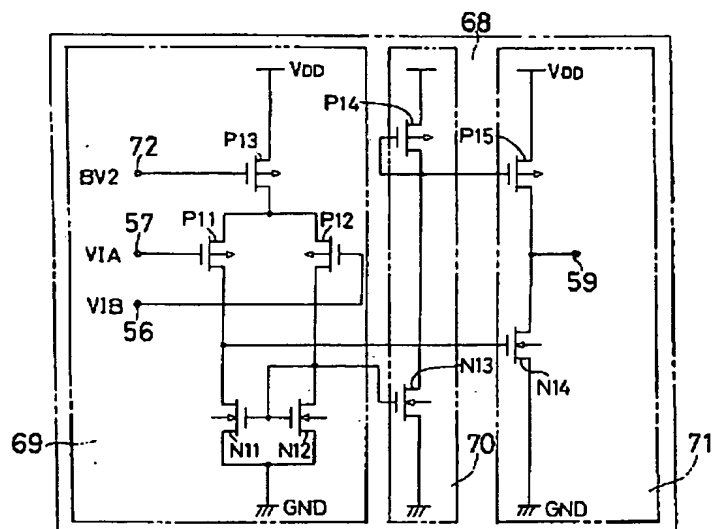 68
VDD
VDD
P14
P13
P15
72
BV2
57
P11
P12
VIA
59
VIB
56
N13
N14
69
N11
N12
70
71
GND
GND